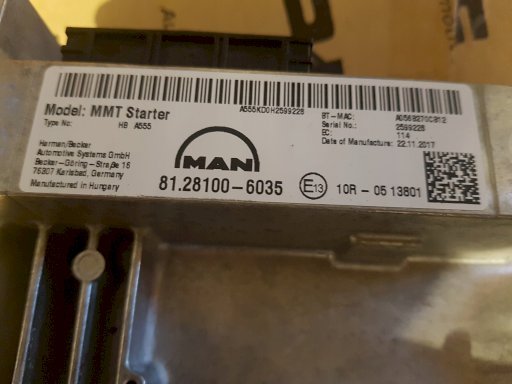 A555KD0H2599228
Model: MMT Starter
Type No: HB A555
Harman/Becker
Automotive Systems GmbH
Becker-Göring-Straße 16
76307 Karlsbad, Germany
Manufactured in Hungary
MAN
81.28100-6035
BT-MAC: A056B270C812
Serial No.: 2599228
EC: 114
Date of Manufacture: 22.11.2017
E13
10R - 05 13801